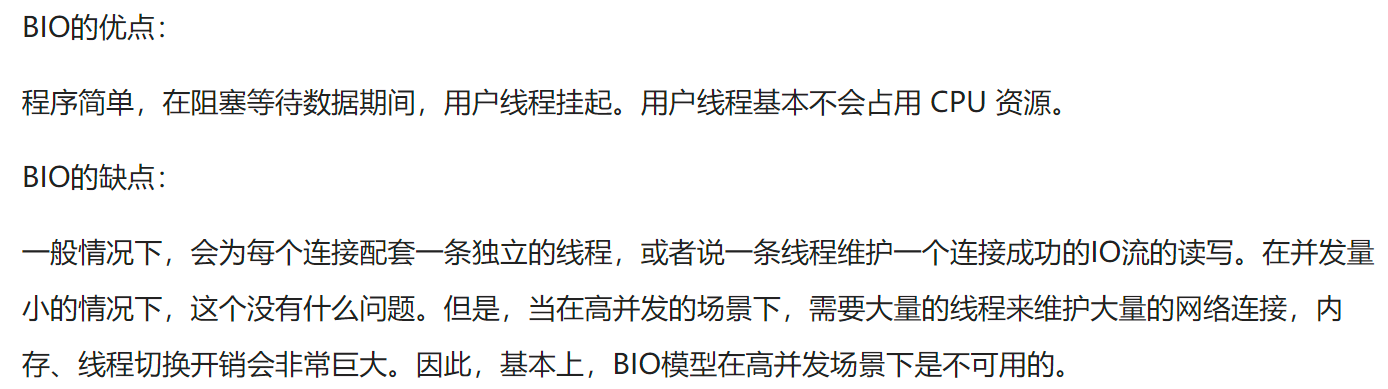 BIO的优点：
程序简单，在阻塞等待数据期间，用户线程挂起。用户线程基本不会占用 CPU 资源。
BIO的缺点：
一般情况下，会为每个连接配套一条独立的线程，或者说一条线程维护一个连接成功的IO流的读写。在并发量
小的情况下，这个没有什么问题。但是，当在高并发的场景下，需要大量的线程来维护大量的网络连接，内
存、线程切换开销会非常巨大。因此，基本上，BIO模型在高并发场景下是不可用的。